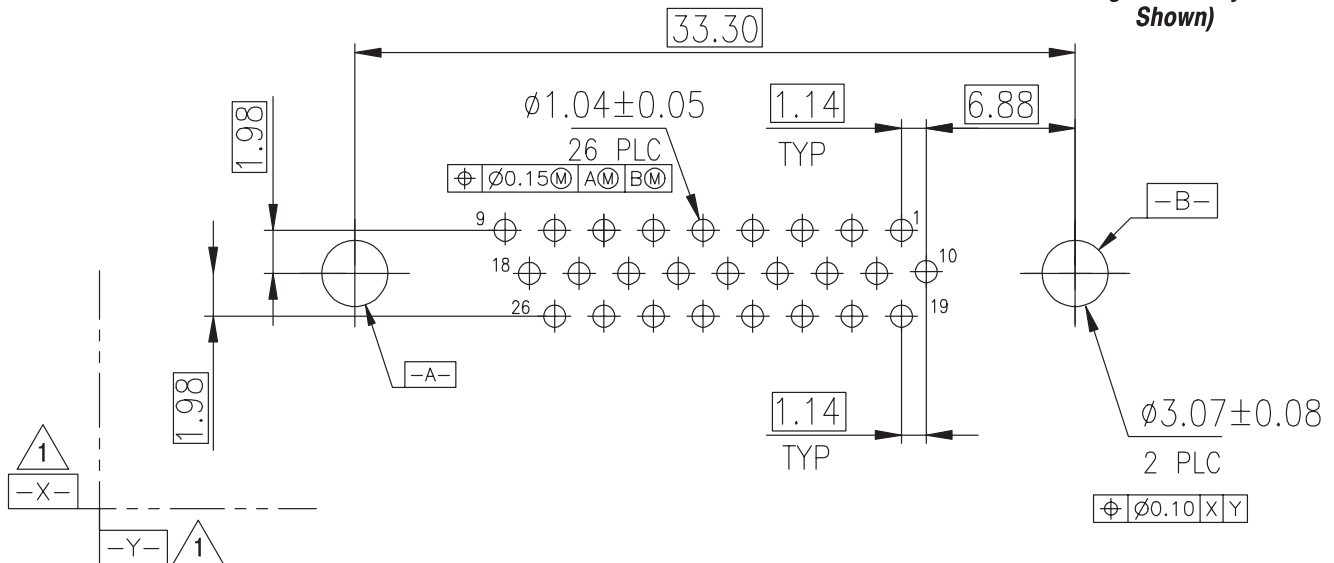 Shown)
33.30
1.98
ø1.04±0.05
26 PLC
⌖ Ø0.15Ⓜ AⓂ BⓂ
1.14
TYP
6.88
-B-
9
1
18
10
26
19
-A-
1.98
1.14
TYP
ø3.07±0.08
2 PLC
⌖ Ø0.10 X Y
1
-X-
-Y-
1